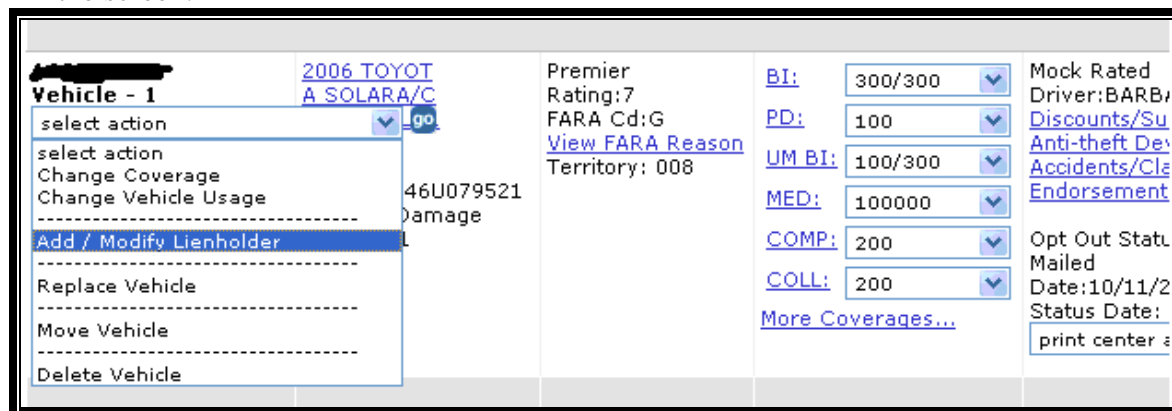 Vehicle - 1
select action
select action
Change Coverage
Change Vehicle Usage
--------------------------------
Add / Modify Lienholder
--------------------------------
Replace Vehicle
--------------------------------
Move Vehicle
--------------------------------
Delete Vehicle
2006 TOYOT
A SOLARA/C
go
46U079521
Damage
Premier
Rating:7
FARA Cd:G
View FARA Reason
Territory: 008
BI: 300/300
PD: 100
UM BI: 100/300
MED: 100000
COMP: 200
COLL: 200
More Coverages...
Mock Rated
Driver:BARB
Discounts/Su
Anti-theft De
Accidents/Cla
Endorsement
Opt Out Statu
Mailed
Date:10/11/2
Status Date:
print center a